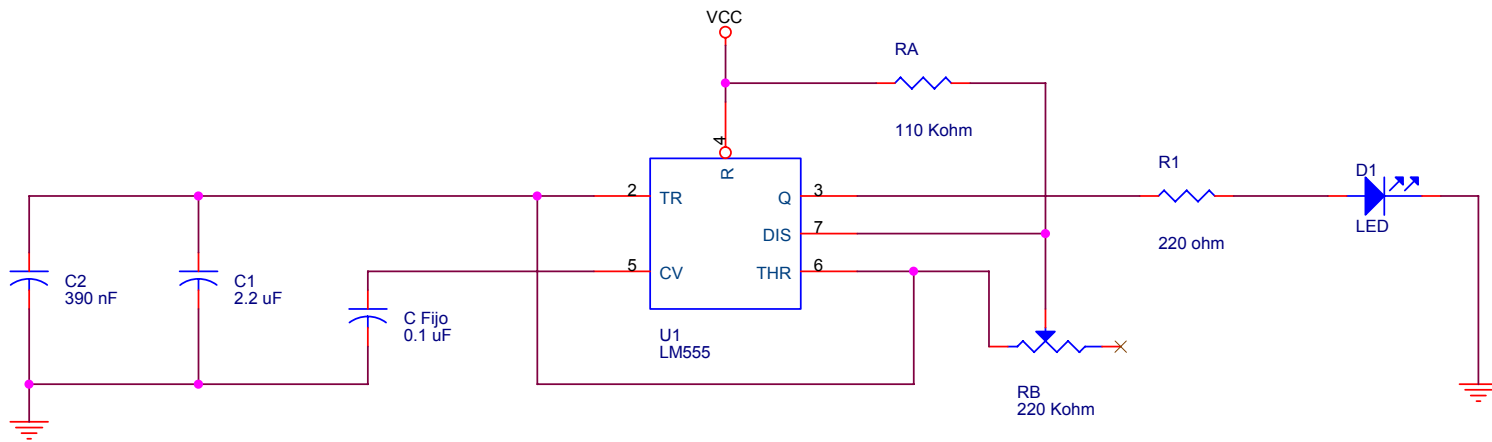 VCC
RA
110 Kohm
4
R
2
TR
Q
3
DIS
7
5
CV
THR
6
R1
220 ohm
D1
LED
C2
390 nF
C1
2.2 uF
C Fijo
0.1 uF
U1
LM555
RB
220 Kohm